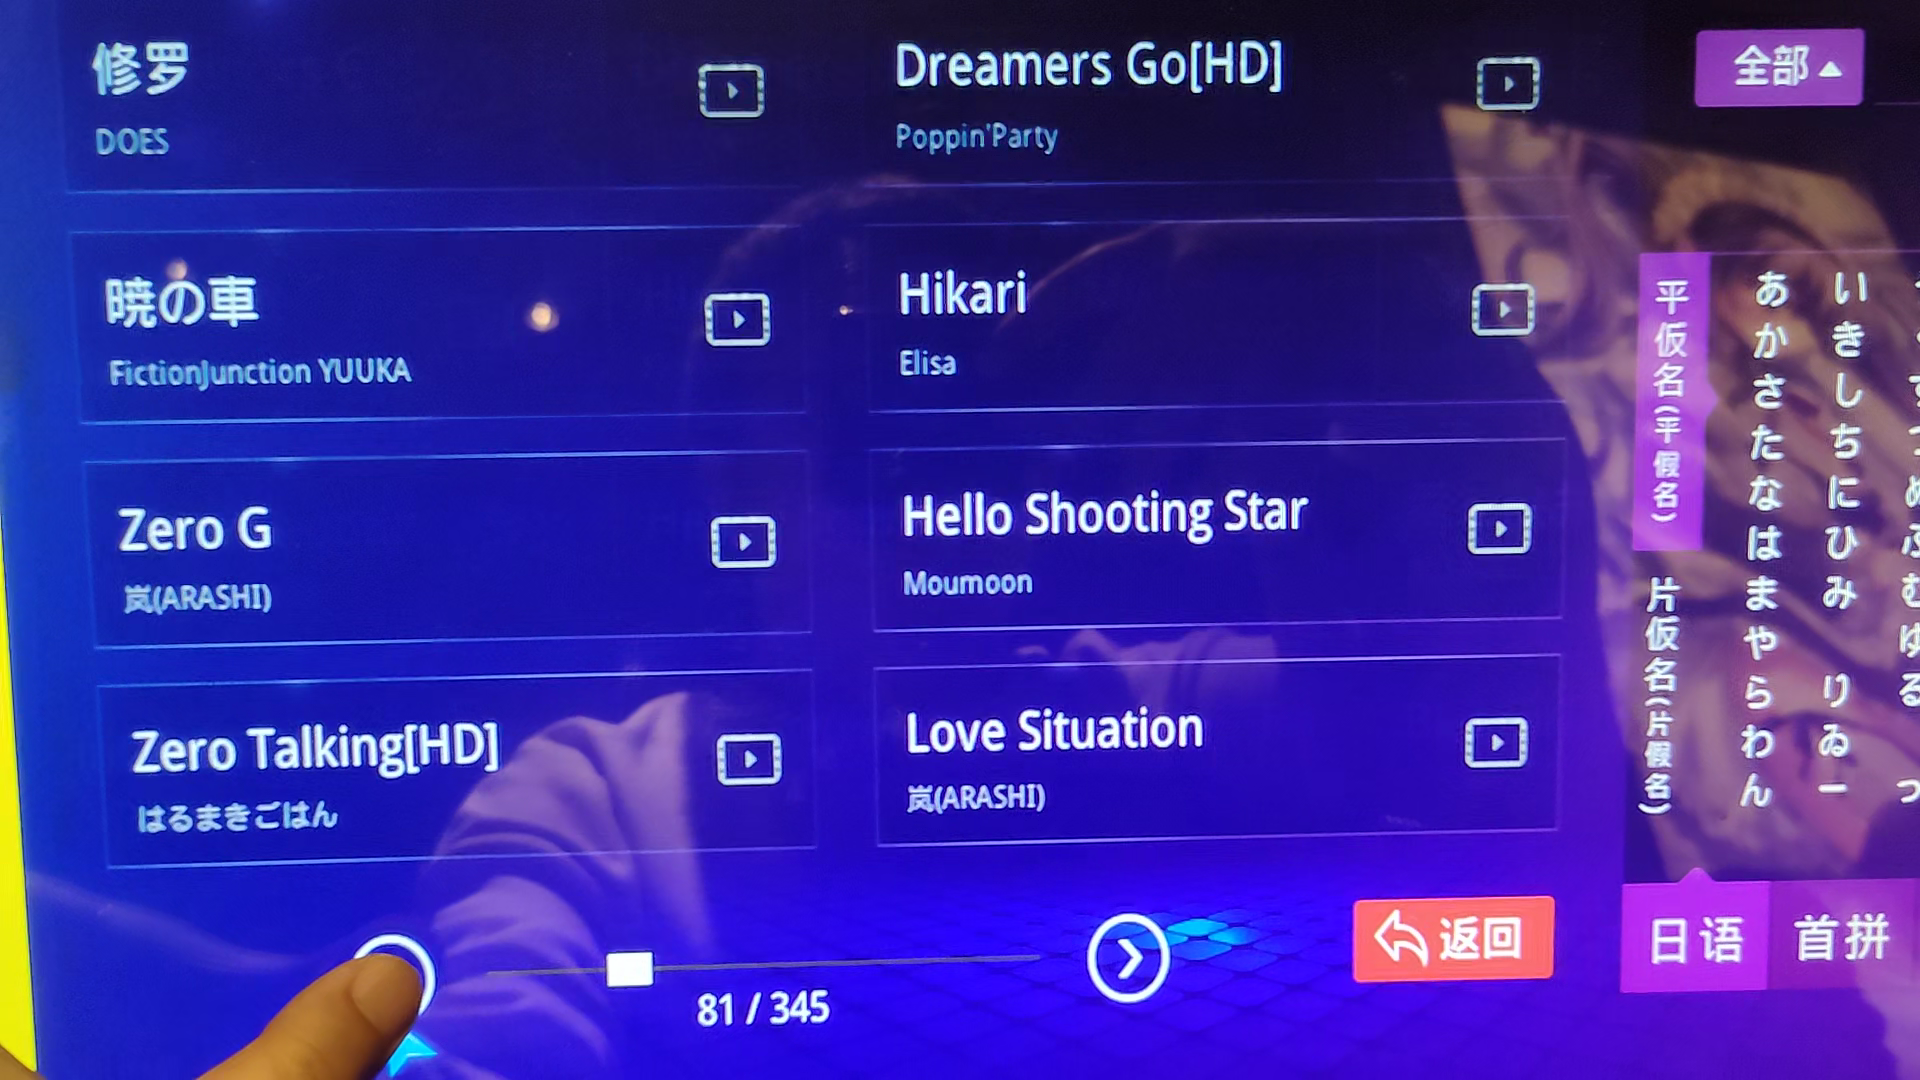 修罗
DOES
Dreamers Go[HD]
Poppin'Party
暁の車
FictionJunction YUUKA
Hikari
Elisa
Zero G
岚(ARASHI)
Hello Shooting Star
Moumoon
Zero Talking[HD]
はるまきごはん
Love Situation
岚(ARASHI)
81 / 345
返回
全部
平仮名(平假名)
片仮名(片假名)
あかさたなはまやらわん
いきしちにひみ りゐー
日语
首拼